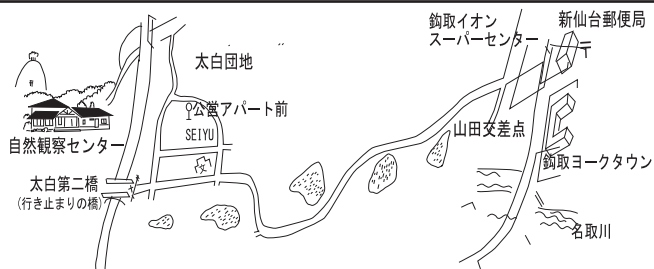 鈎取イオン
スーパーセンター
新仙台郵便局
〒
太白団地
公営アパート前
SEIYU
文
自然観察センター
山田交差点
鈎取ヨークタウン
太白第二橋
(行き止まりの橋)
名取川